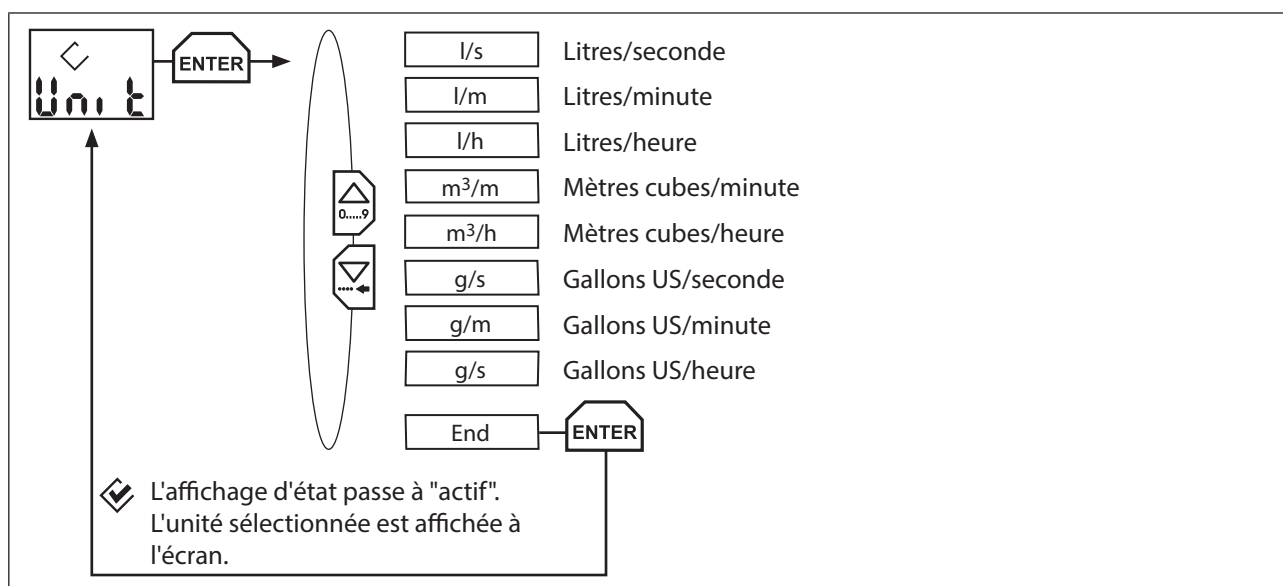 Unit
ENTER
l/s Litres/seconde
l/m Litres/minute
l/h Litres/heure
m³/m Mètres cubes/minute
0.....9
m³/h Mètres cubes/heure
g/s Gallons US/seconde
g/m Gallons US/minute
g/s Gallons US/heure
End ENTER
L'affichage d'état passe à "actif".
L'unité sélectionnée est affichée à
l'écran.